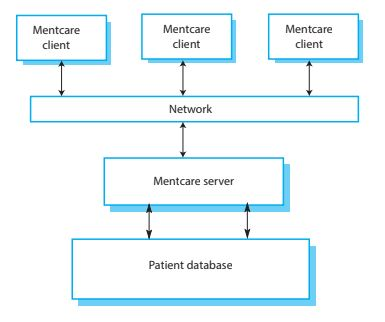 Mentcare
client
Mentcare
client
Mentcare
client
Network
Mentcare server
Patient database